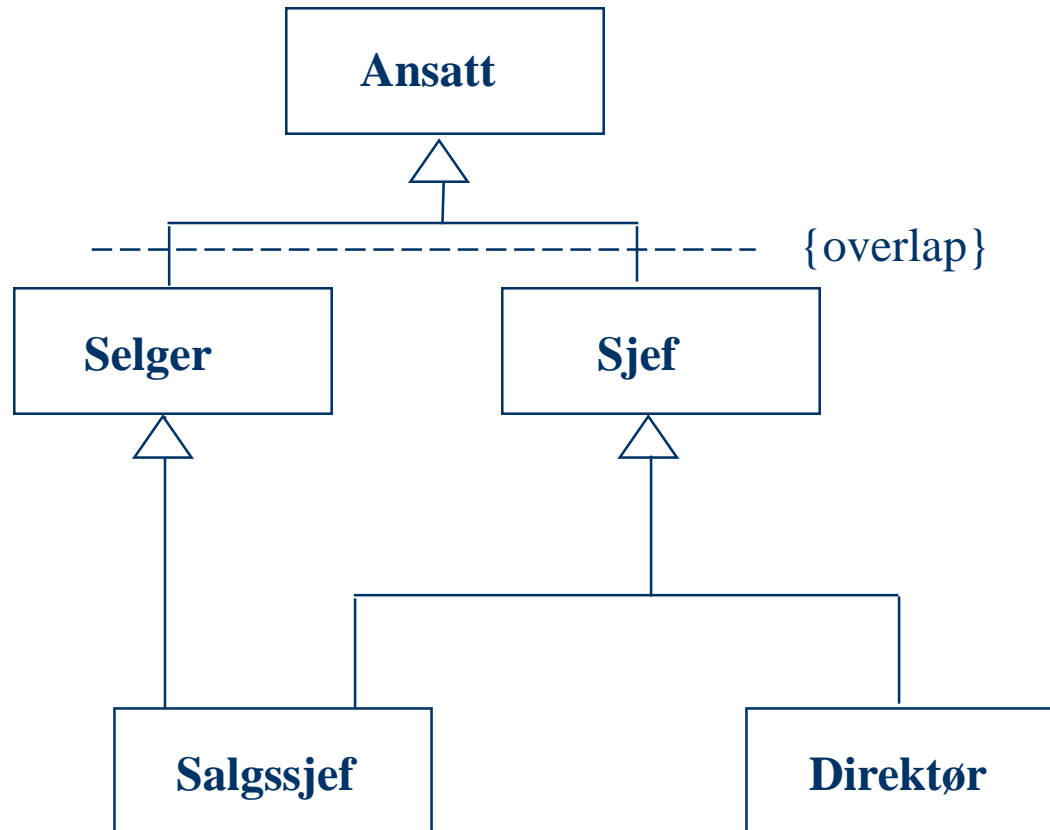 Ansatt
{overlap}
Selger
Sjef
Salgssjef
Direktør